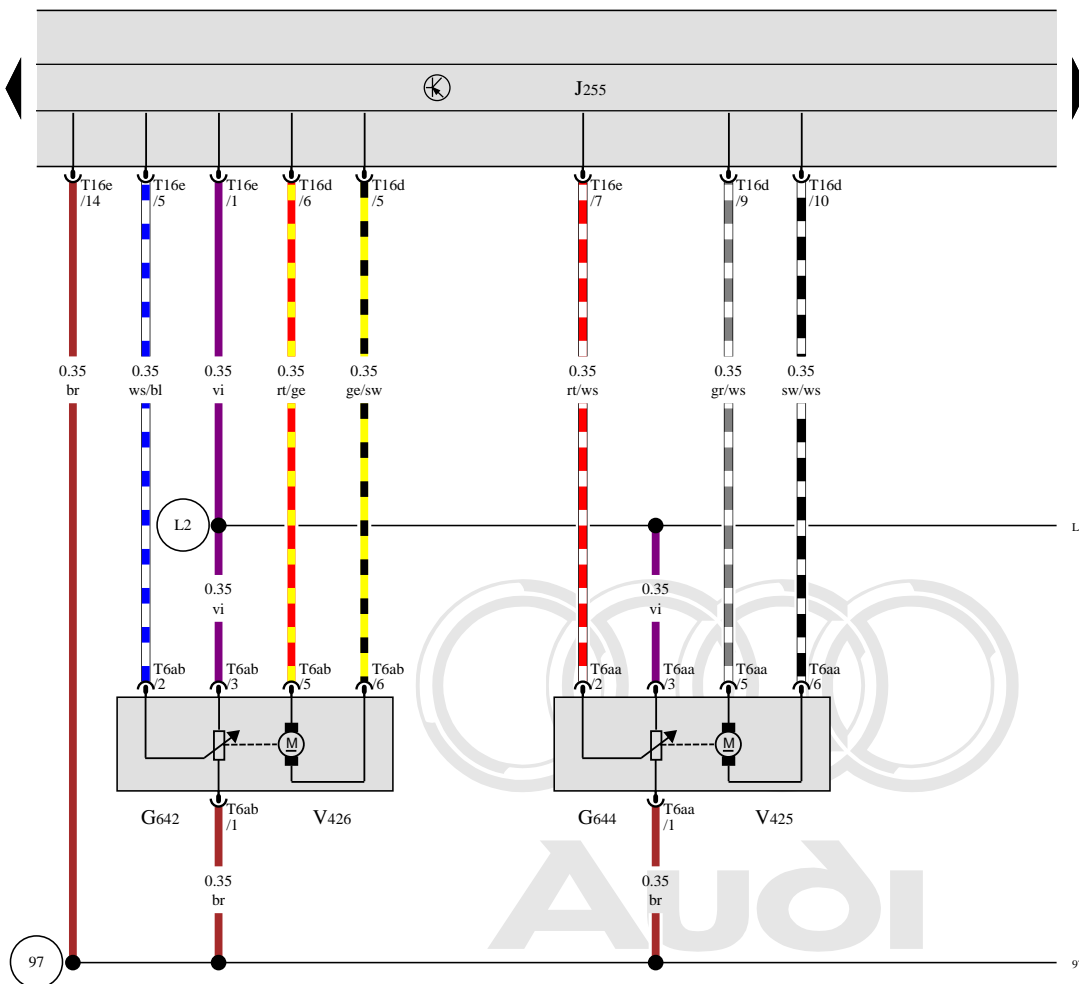 J255
T16e /14
T16e /5
T16e /1
T16d /6
T16d /5
T16e /7
T16d /9
T16d /10
0.35 br
0.35 ws/bl
0.35 vi
0.35 rt/ge
0.35 ge/sw
0.35 rt/ws
0.35 gr/ws
0.35 sw/ws
L2
L
0.35 vi
0.35 vi
T6ab /2
T6ab /3
T6ab /5
T6ab /6
T6aa /2
T6aa /3
T6aa /5
T6aa /6
M
M
G642
T6ab /1
V426
G644
T6aa /1
V425
0.35 br
0.35 br
Audi
97